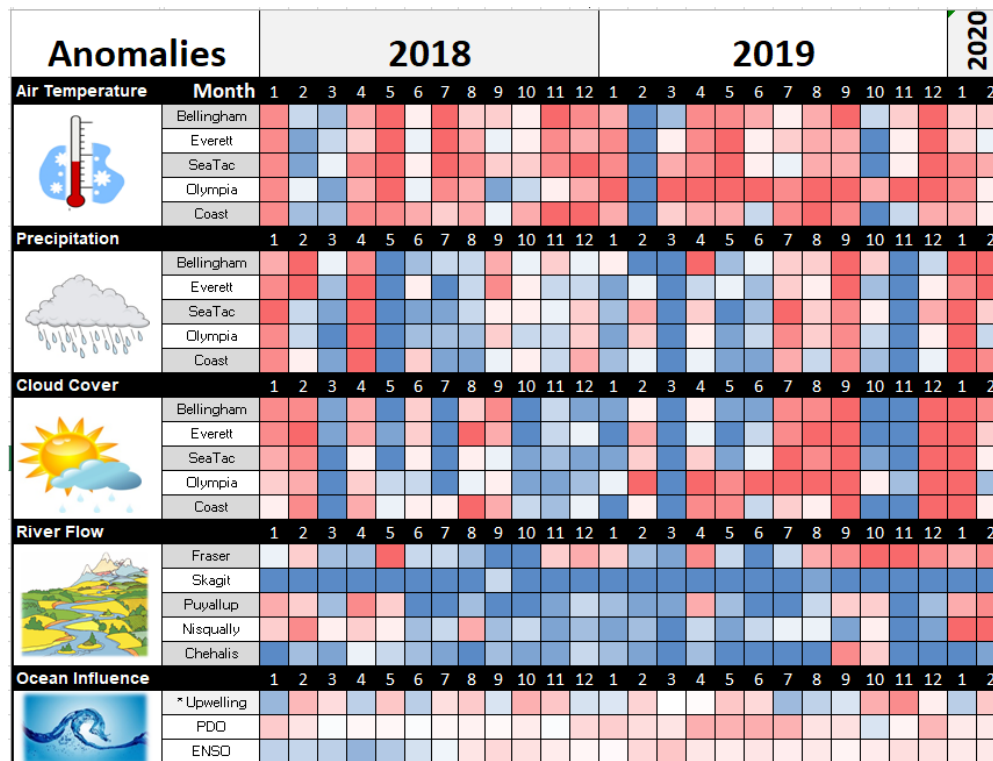 Anomalies 2018 2019 2020
Air Temperature Month 1 2 3 4 5 6 7 8 9 10 11 12 1 2 3 4 5 6 7 8 9 10 11 12 1 2
Bellingham
Everett
SeaTac
Olympia
Coast
Precipitation 1 2 3 4 5 6 7 8 9 10 11 12 1 2 3 4 5 6 7 8 9 10 11 12 1 2
Bellingham
Everett
SeaTac
Olympia
Coast
Cloud Cover 1 2 3 4 5 6 7 8 9 10 11 12 1 2 3 4 5 6 7 8 9 10 11 12 1 2
Bellingham
Everett
SeaTac
Olympia
Coast
River Flow 1 2 3 4 5 6 7 8 9 10 11 12 1 2 3 4 5 6 7 8 9 10 11 12 1 2
Fraser
Skagit
Puyallup
Nisqually
Chehalis
Ocean Influence 1 2 3 4 5 6 7 8 9 10 11 12 1 2 3 4 5 6 7 8 9 10 11 12 1 2
* Upwelling
PDO
ENSO